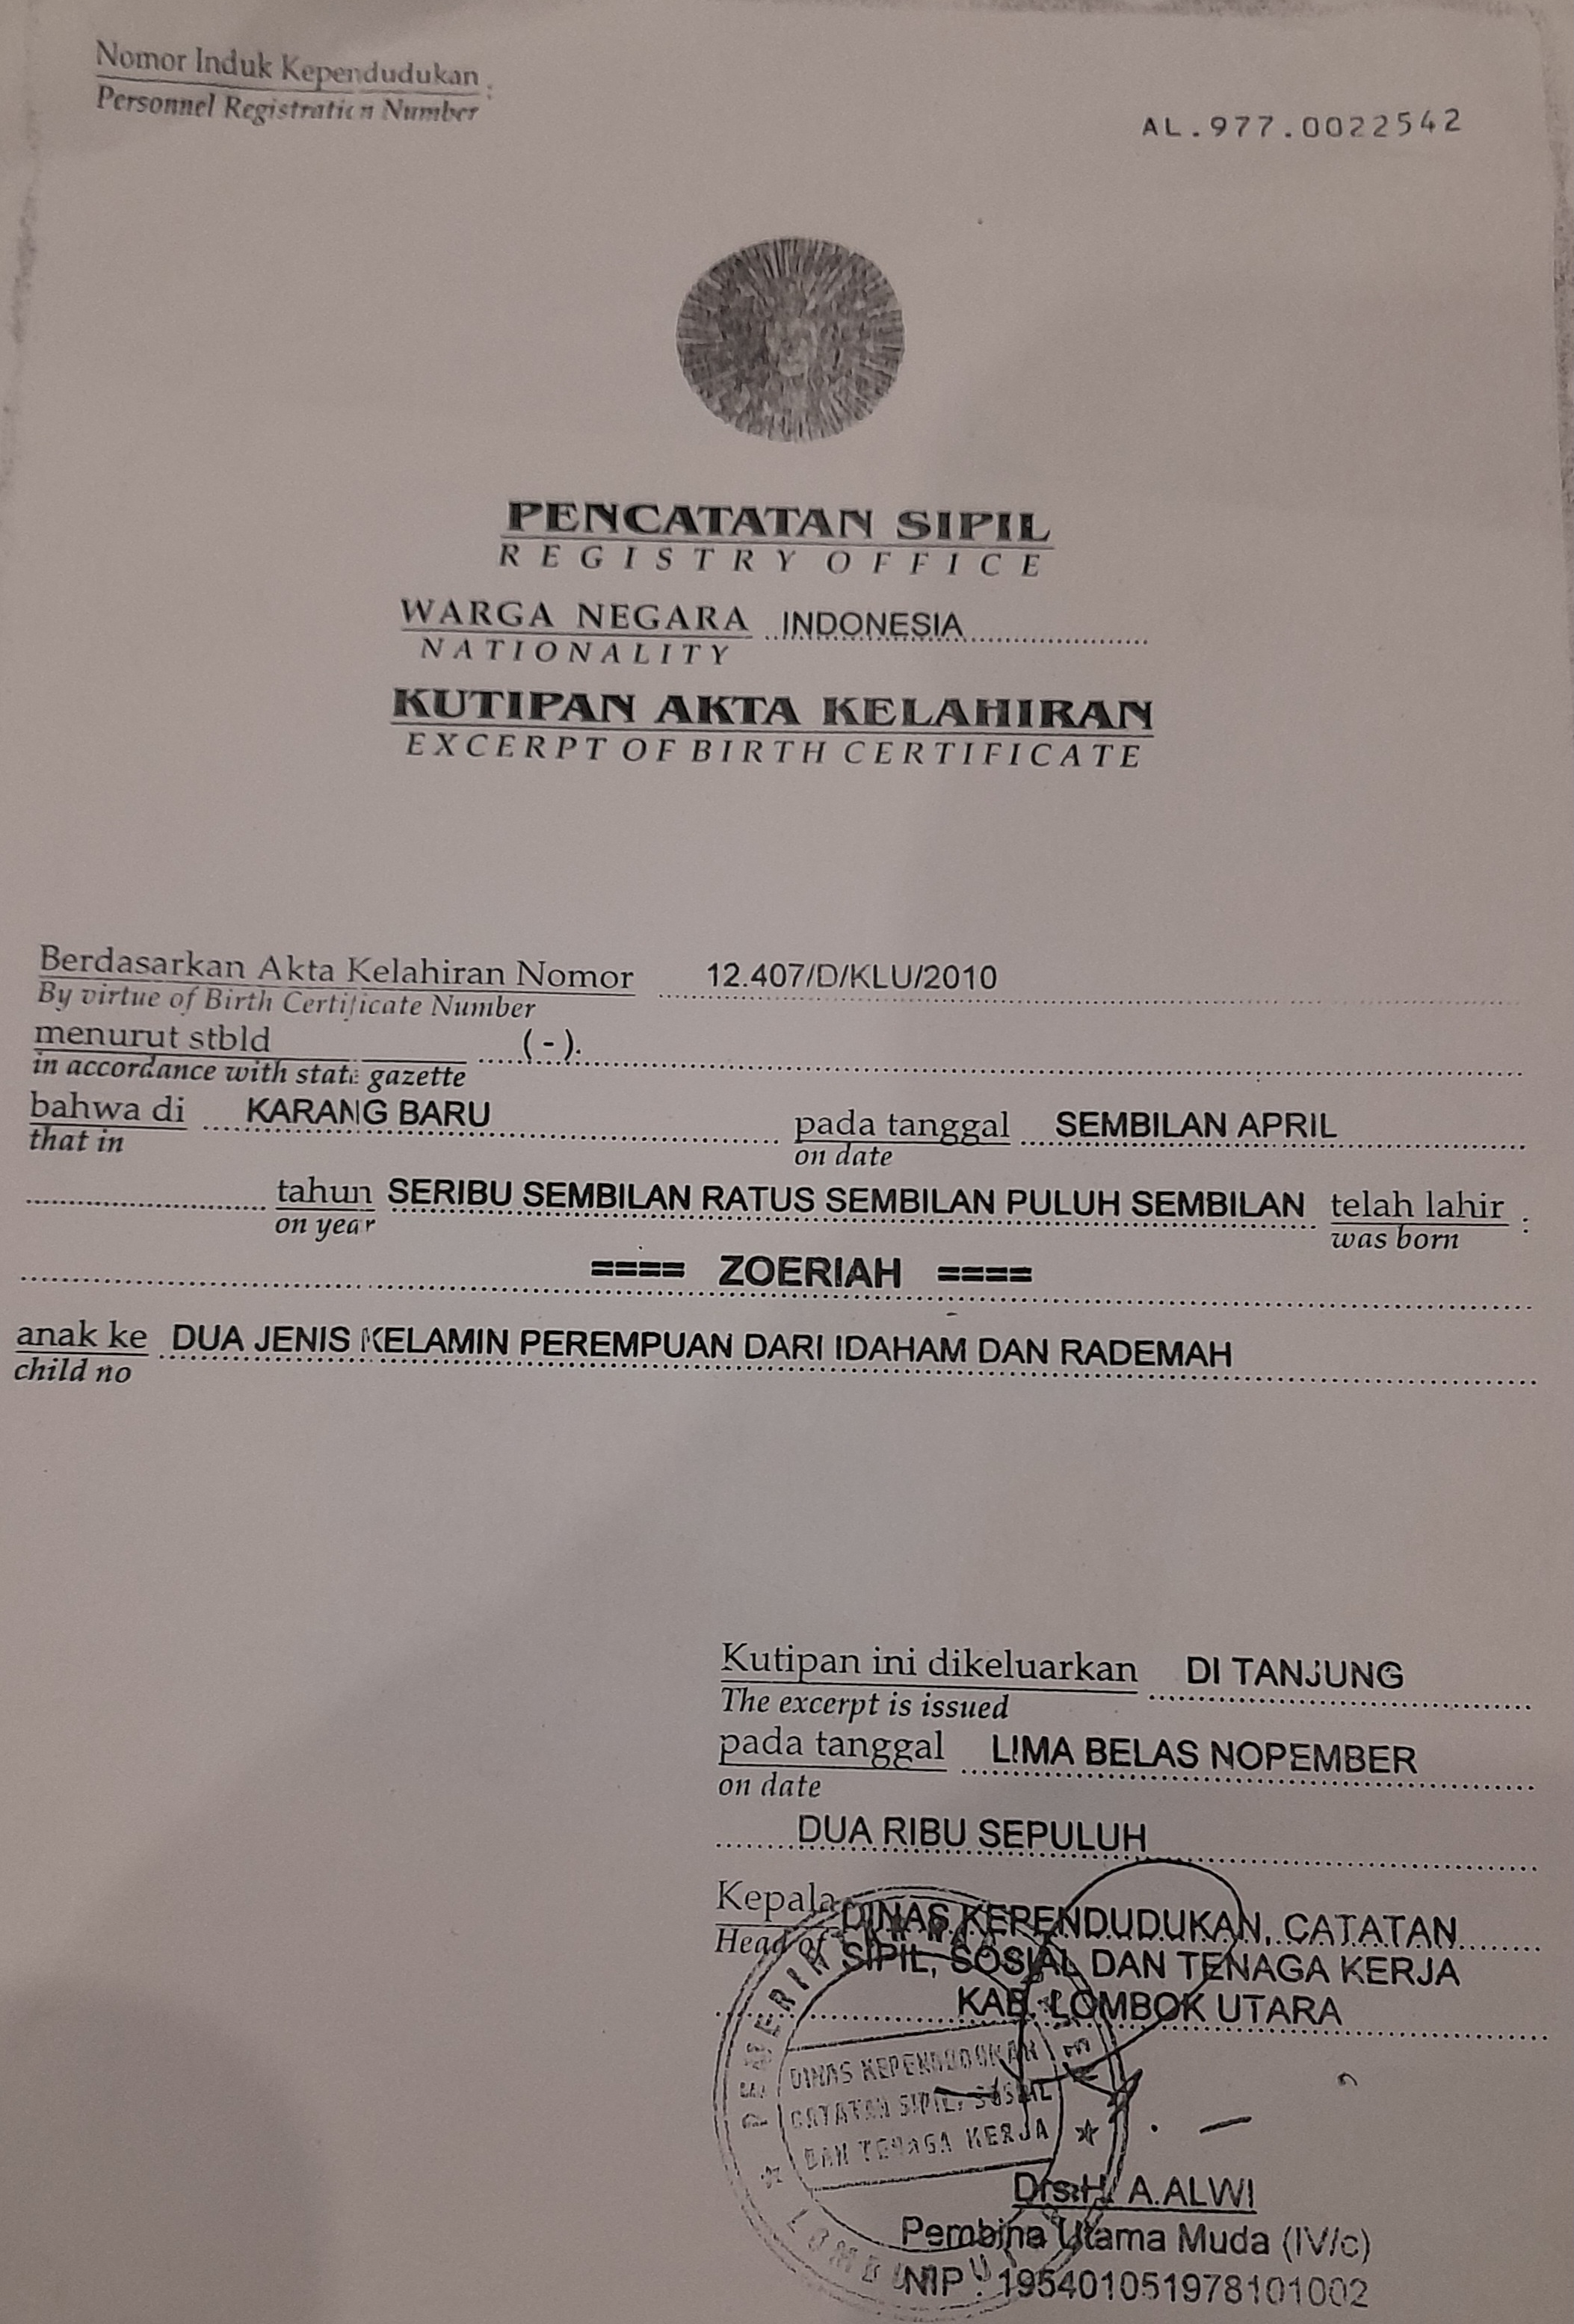 Nomor Induk Kependudukan :
Personnel Registration Number
AL.977.0022542
PENCATATAN SIPIL
REGISTRY OFFICE
WARGA NEGARA INDONESIA
NATIONALITY
KUTIPAN AKTA KELAHIRAN
EXCERPT OF BIRTH CERTIFICATE
Berdasarkan Akta Kelahiran Nomor 12.407/D/KLU/2010
By virtue of Birth Certificate Number
menurut stbld (-).
in accordance with state gazette
bahwa di KARANG BARU pada tanggal SEMBILAN APRIL
that in on date
tahun SERIBU SEMBILAN RATUS SEMBILAN PULUH SEMBILAN telah lahir :
on year was born
==== ZOERIAH ====
anak ke DUA JENIS KELAMIN PEREMPUAN DARI IDAHAM DAN RADEMAH
child no
Kutipan ini dikeluarkan DI TANJUNG
The excerpt is issued
pada tanggal LIMA BELAS NOPEMBER
on date
DUA RIBU SEPULUH
Kepala DINAS KEPENDUDUKAN, CATATAN
Head of SIPIL, SOSIAL DAN TENAGA KERJA
KAB. LOMBOK UTARA
DINAS KEPENDUDUKAN
CATATAN SIPIL, SOSIAL
DAN TENAGA KERJA
Drs.H. A.ALWI
Pembina Utama Muda (IV/c)
NIP : 195401051978101002